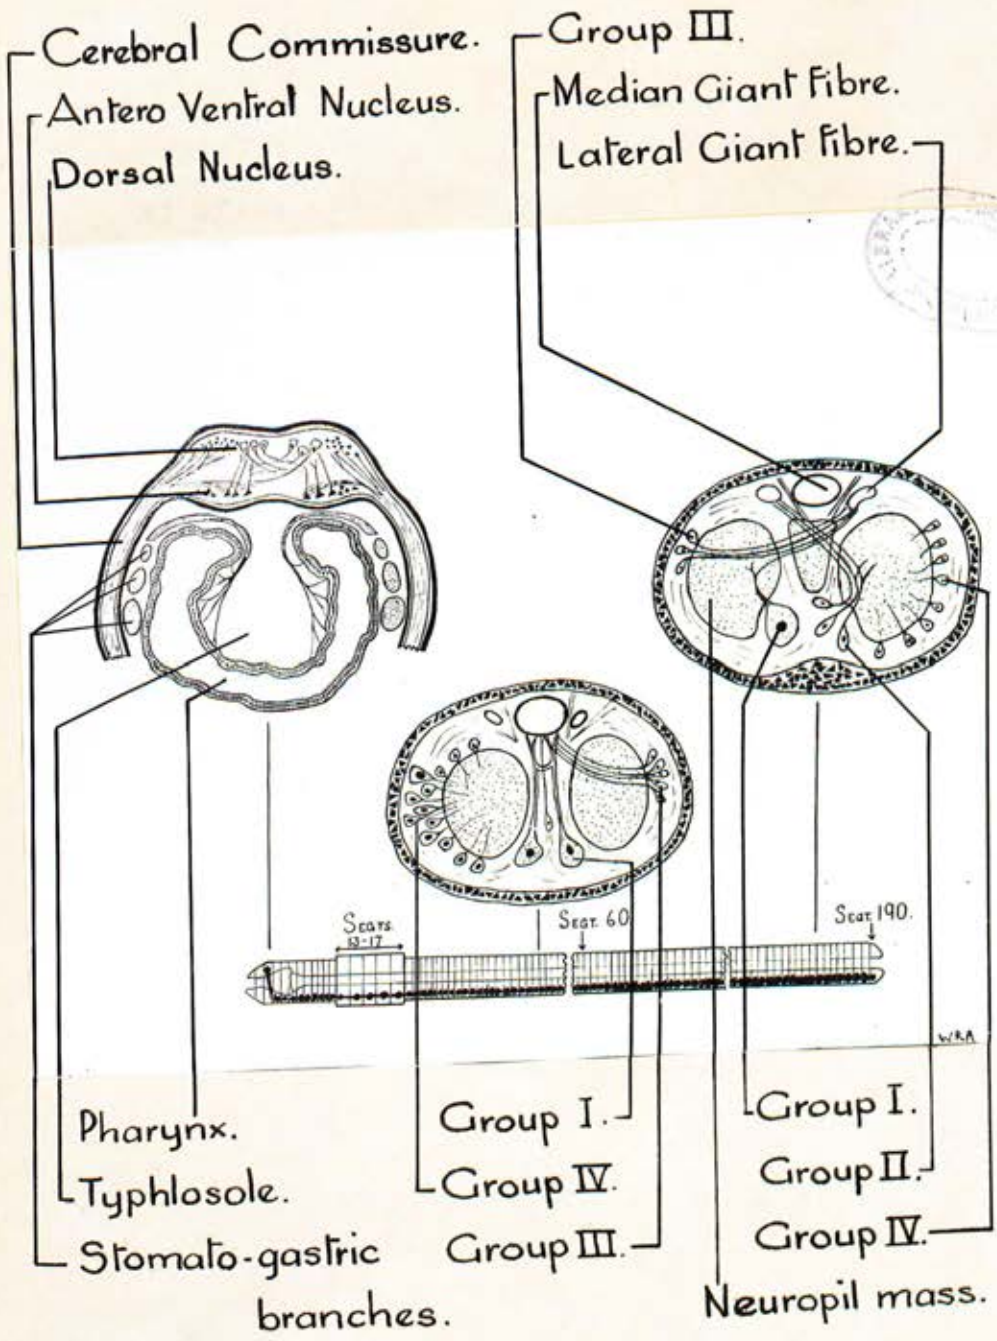 Cerebral Commissure.
Antero Ventral Nucleus.
Dorsal Nucleus.
Group III.
Median Giant Fibre.
Lateral Giant Fibre.
LIBRA
Segts.
13-17
Segt. 60
Segt. 190.
WRA
Pharynx.
Typhlosole.
Stomato-gastric
branches.
Group I.
Group IV.
Group III.
Group I.
Group II.
Group IV.
Neuropil mass.